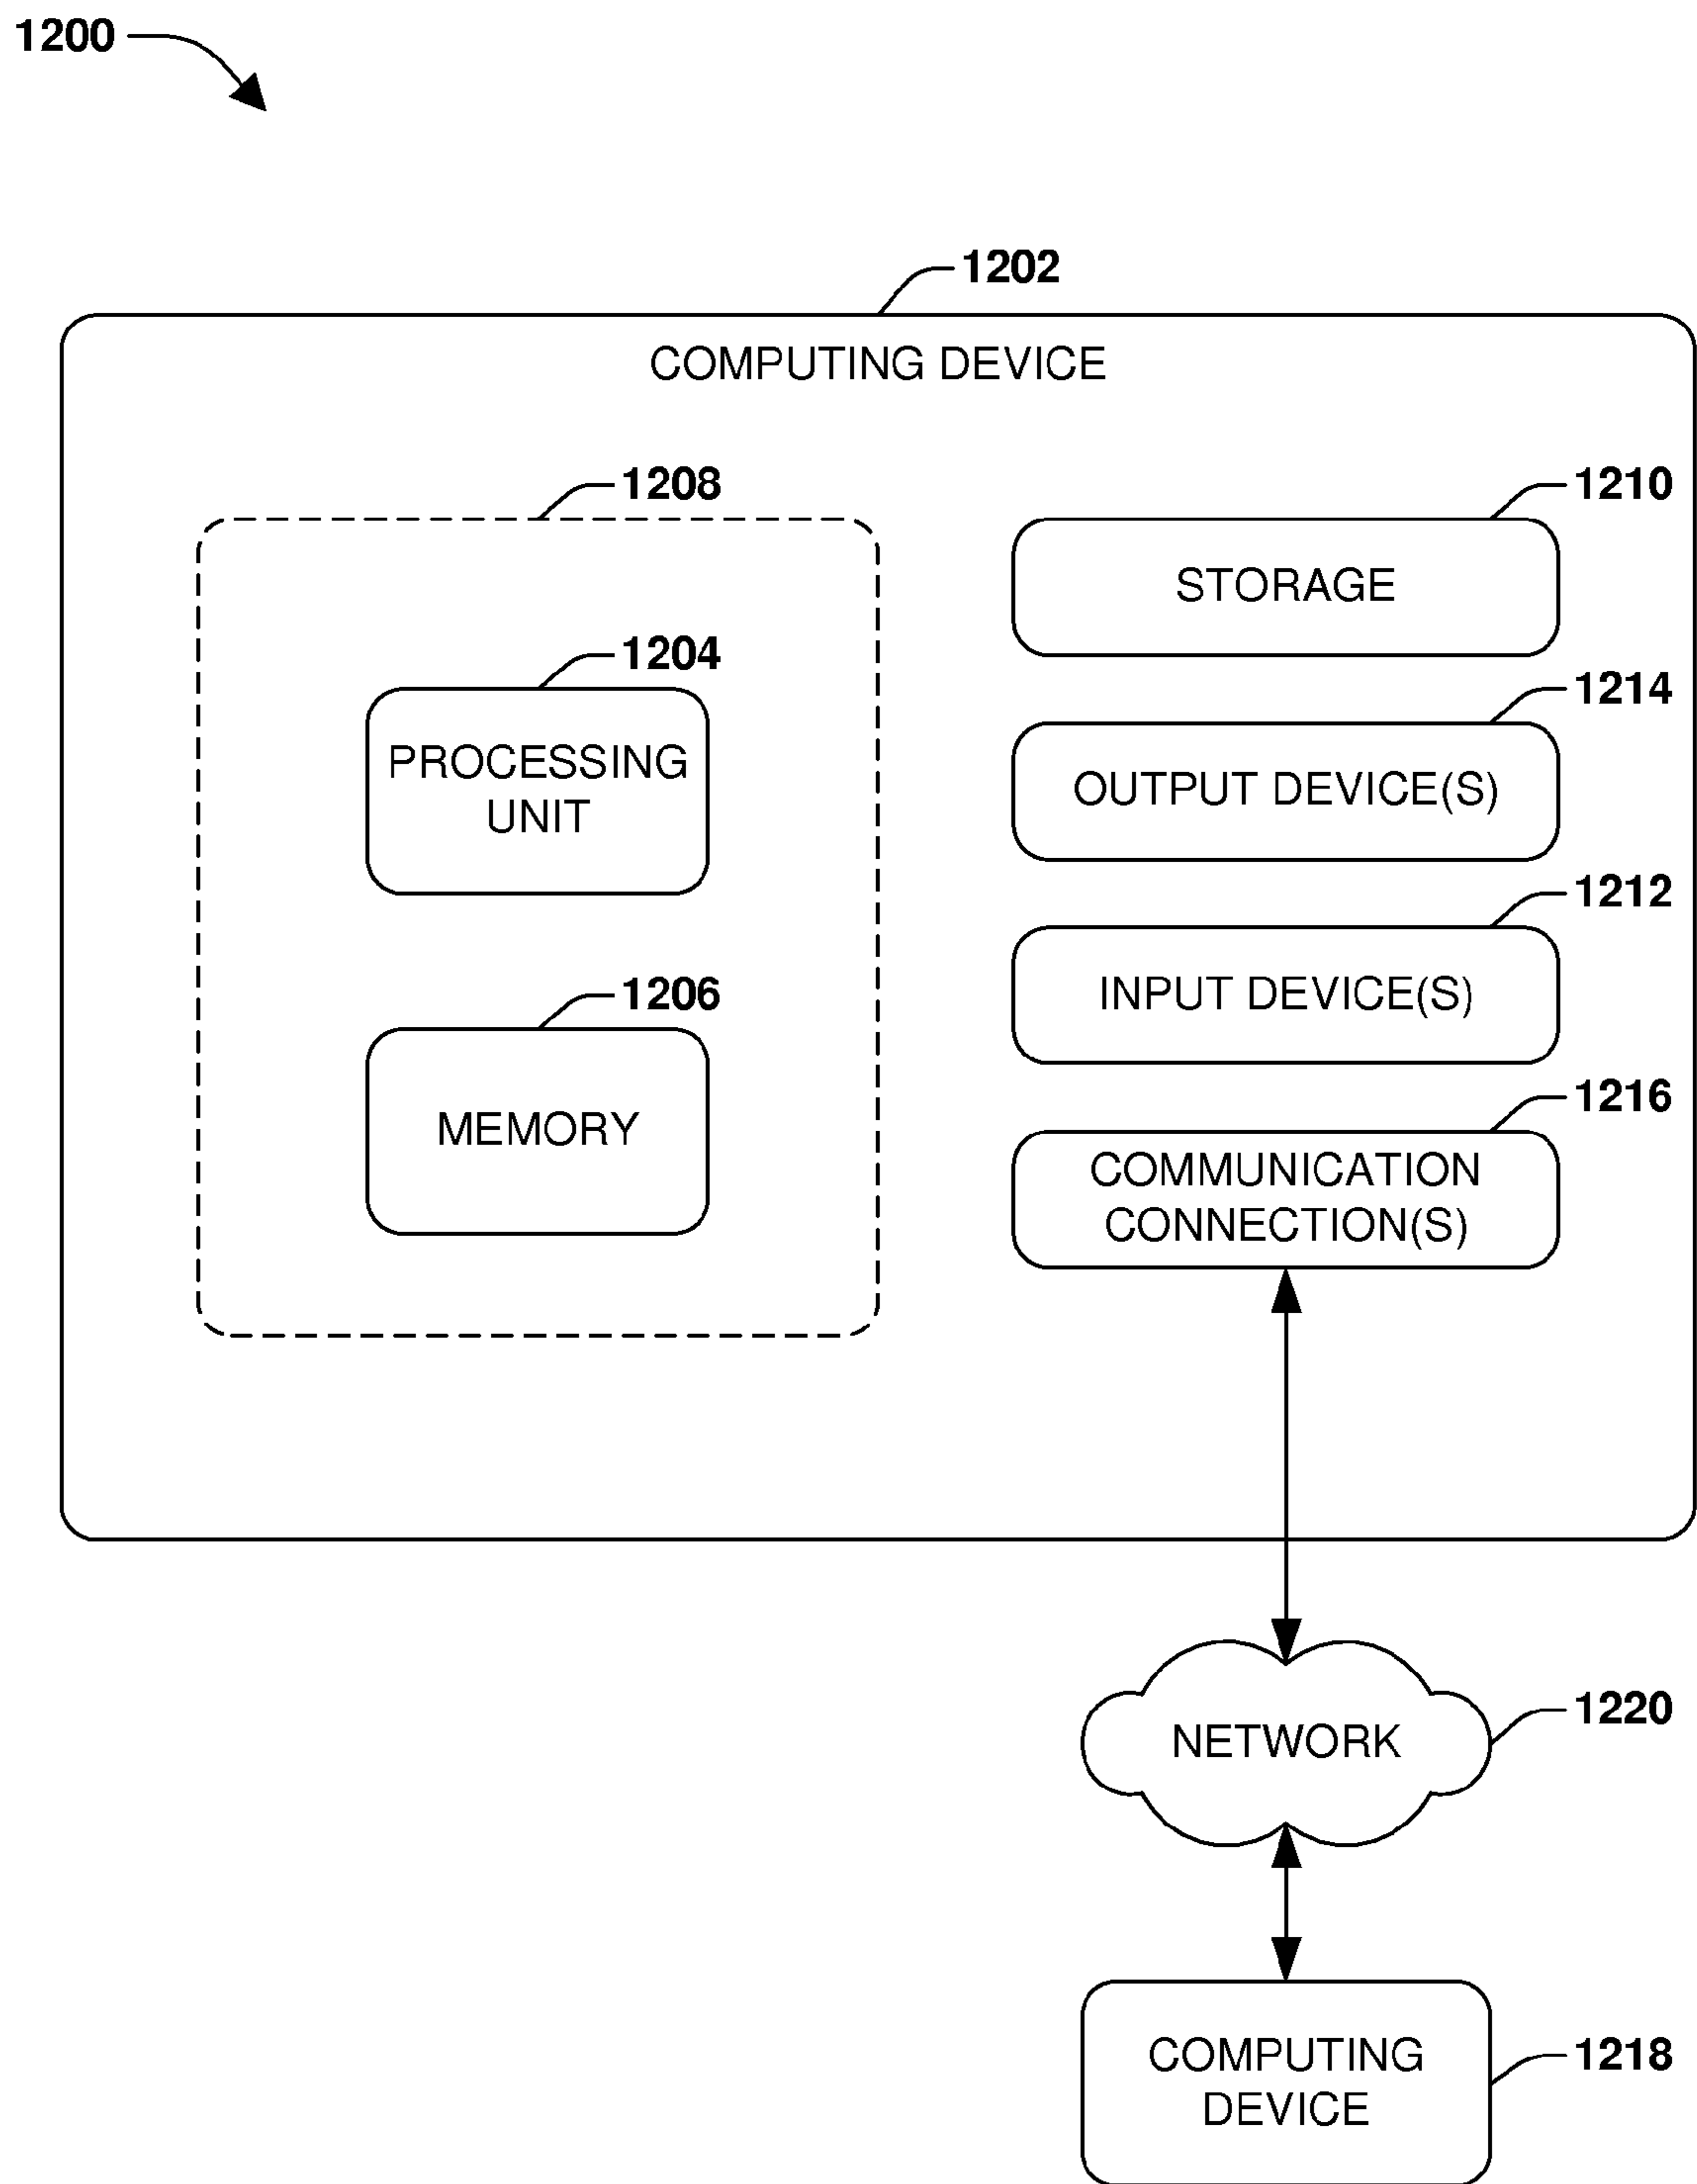 1200
1202
COMPUTING DEVICE
1208
1210
STORAGE
1204
1214
PROCESSING
UNIT
OUTPUT DEVICE(S)
1212
1206
INPUT DEVICE(S)
MEMORY
1216
COMMUNICATION
CONNECTION(S)
1220
NETWORK
1218
COMPUTING
DEVICE